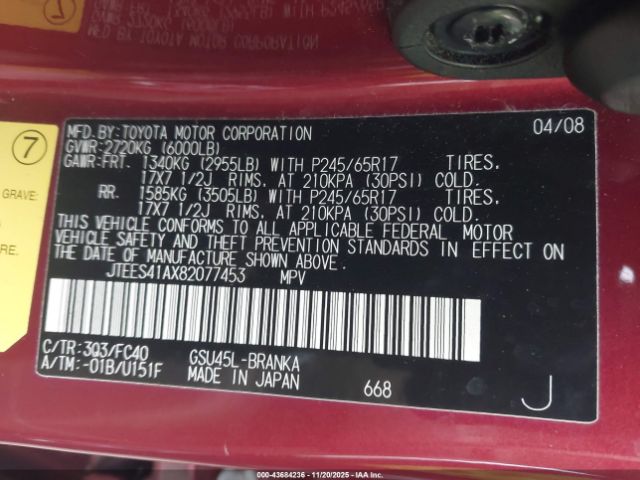 7
GRAVE:
RE.
MFD. BY: TOYOTA MOTOR CORPORATION 04/08
GVWR: 2720KG (6000LB)
GAWR: FRT. 1340KG (2955LB) WITH P245/65R17 TIRES.
17X7 1/2J RIMS. AT 210KPA (30PSI) COLD.
RR. 1585KG (3505LB) WITH P245/65R17 TIRES.
17X7 1/2J RIMS. AT 210KPA (30PSI) COLD.
THIS VEHICLE CONFORMS TO ALL APPLICABLE FEDERAL MOTOR
VEHICLE SAFETY AND THEFT PREVENTION STANDARDS IN EFFECT ON
THE DATE OF MANUFACTURE SHOWN ABOVE.
JTEES41AX82077453 MPV
C/TR: 3Q3/FC40 GSU45L-BRANKA
A/TM: -01B/U151F MADE IN JAPAN 668 J
000-43684236 - 11/20/2025 - IAAI.COM